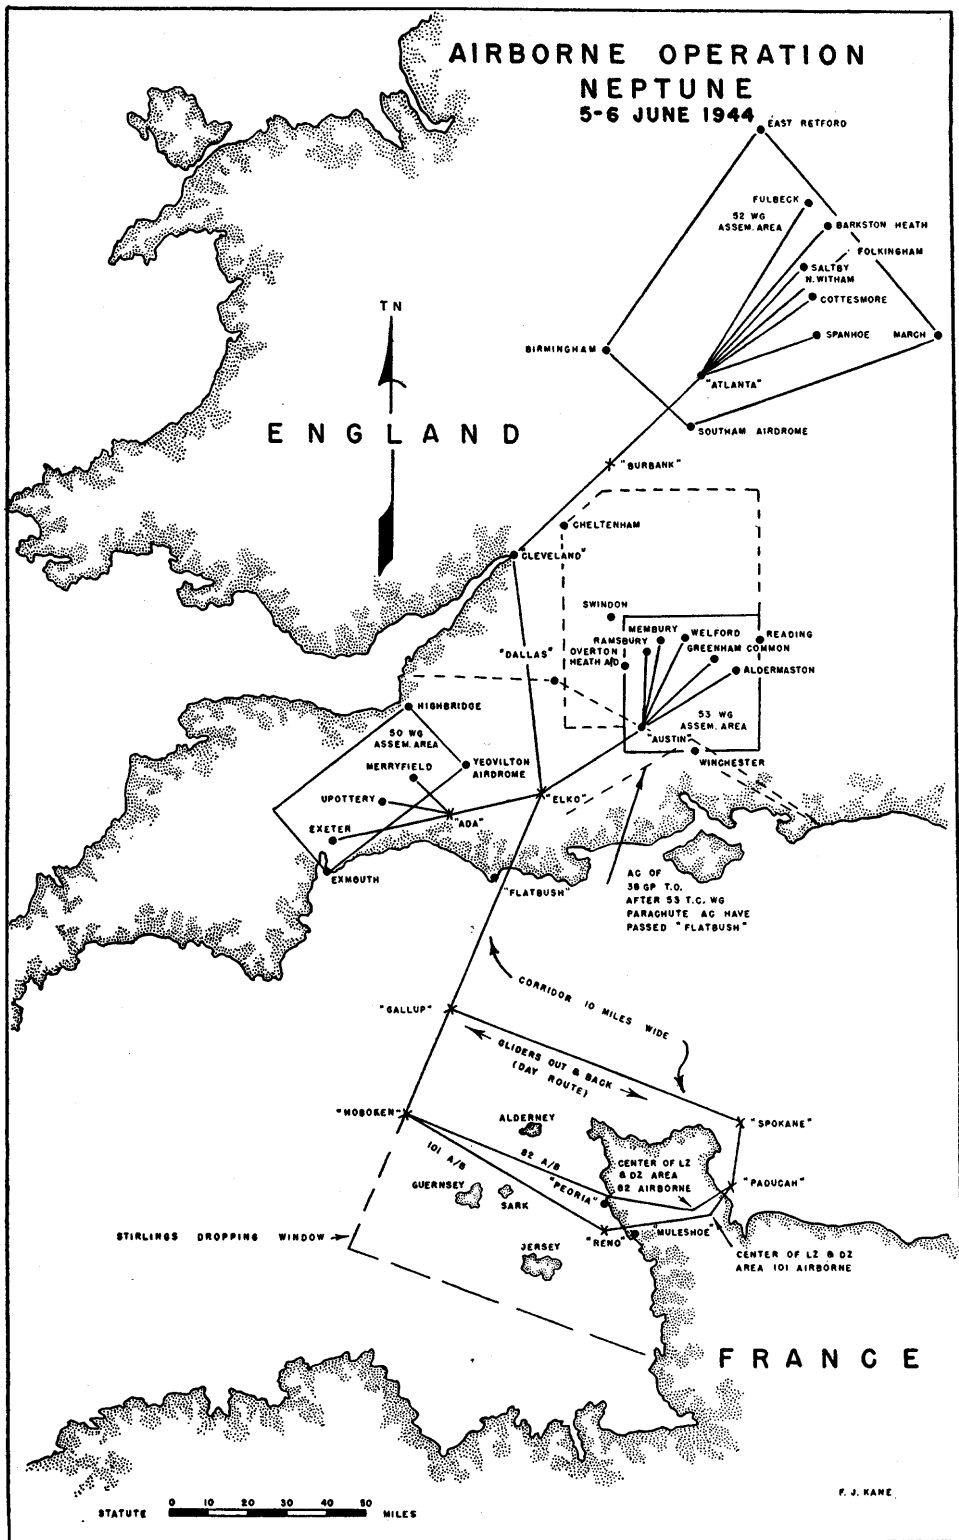 AIRBORNE OPERATION
NEPTUNE
5-6 JUNE 1944
EAST RETFORD
FULBECK
52 WG
ASSEM. AREA
BARKSTON HEATH
FOLKINGHAM
SALTBY
N. WITHAM
COTTESMORE
SPANHOE
MARCH
BIRMINGHAM
"ATLANTA"
SOUTHAM AIRDROME
TN
ENGLAND
"BURBANK"
CHELTENHAM
"CLEVELAND"
SWINDON
MEMBURY
WELFORD
READING
RAMSBURY
GREENHAM COMMON
OVERTON
HEATH A/D
ALDERMASTON
"DALLAS"
53 WG
ASSEM. AREA
"AUSTIN"
WINCHESTER
HIGHBRIDGE
50 WG
ASSEM. AREA
MERRYFIELD
YEOVILTON
AIRDROME
UPOTTERY
"ELKO"
"ADA"
EXETER
EXMOUTH
"FLATBUSH"
AC OF
38 GP T.O.
AFTER 53 T.C. WG
PARACHUTE AC HAVE
PASSED "FLATBUSH"
CORRIDOR 10 MILES WIDE
"GALLUP"
GLIDERS OUT & BACK
(DAY ROUTE)
"HOBOKEN"
ALDERNEY
"SPOKANE"
82 A/B
101 A/B
CENTER OF LZ
& DZ AREA
82 AIRBORNE
"PEORIA"
"PADUCAH"
GUERNSEY
SARK
"RENO"
"MULESHOE"
STIRLINGS DROPPING WINDOW
JERSEY
CENTER OF LZ & DZ
AREA 101 AIRBORNE
FRANCE
F. J. KANE
0 10 20 30 40 50
STATUTE MILES